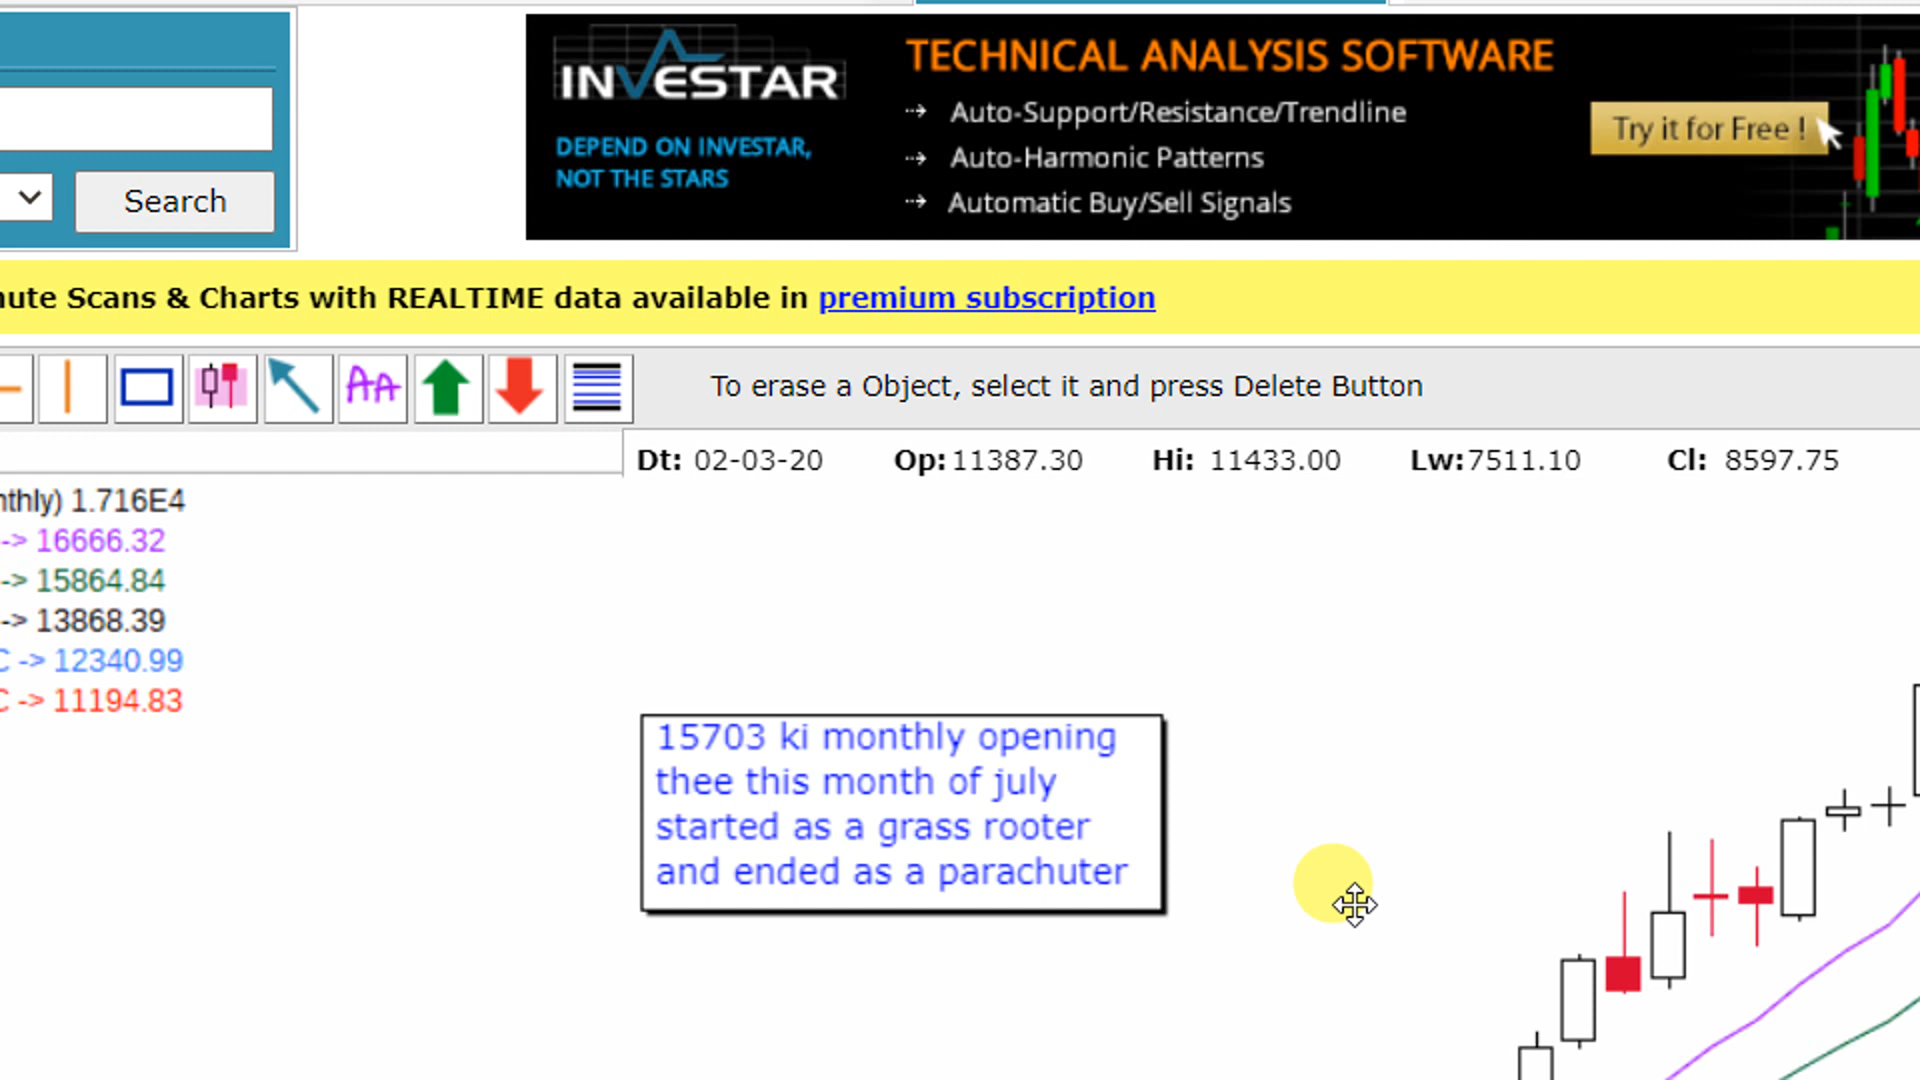 INVESTAR
DEPEND ON INVESTAR,
NOT THE STARS
TECHNICAL ANALYSIS SOFTWARE
Auto-Support/Resistance/Trendline
Auto-Harmonic Patterns
Automatic Buy/Sell Signals
Try it for Free !
Search
Scans & Charts with REALTIME data available in premium subscription
AA
To erase a Object, select it and press Delete Button
Dt: 02-03-20 Op:11387.30 Hi: 11433.00 Lw:7511.10 Cl: 8597.75
1.716E4
-> 16666.32
-> 15864.84
-> 13868.39
C -> 12340.99
C -> 11194.83
15703 ki monthly opening
thee this month of july
started as a grass rooter
and ended as a parachuter